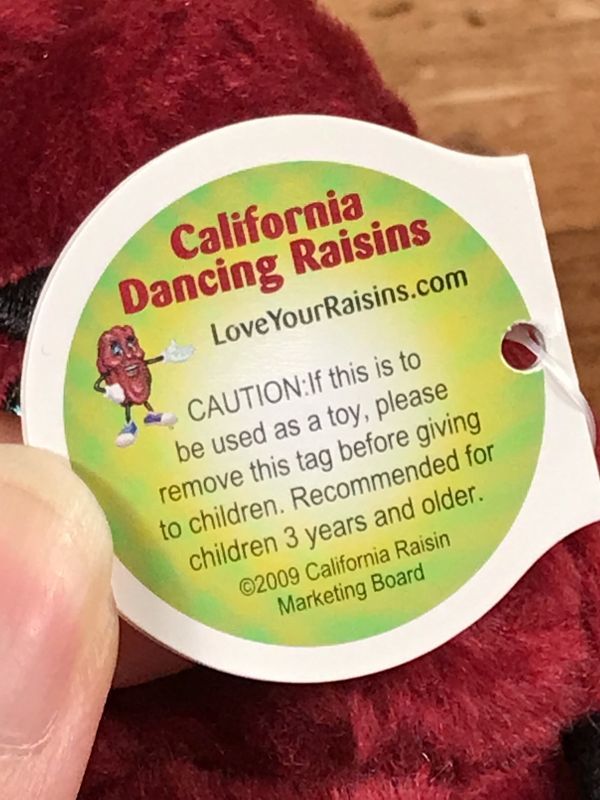 California
Dancing Raisins
LoveYourRaisins.com
CAUTION:If this is to
be used as a toy, please
remove this tag before giving
to children. Recommended for
children 3 years and older.
©2009 California Raisin
Marketing Board